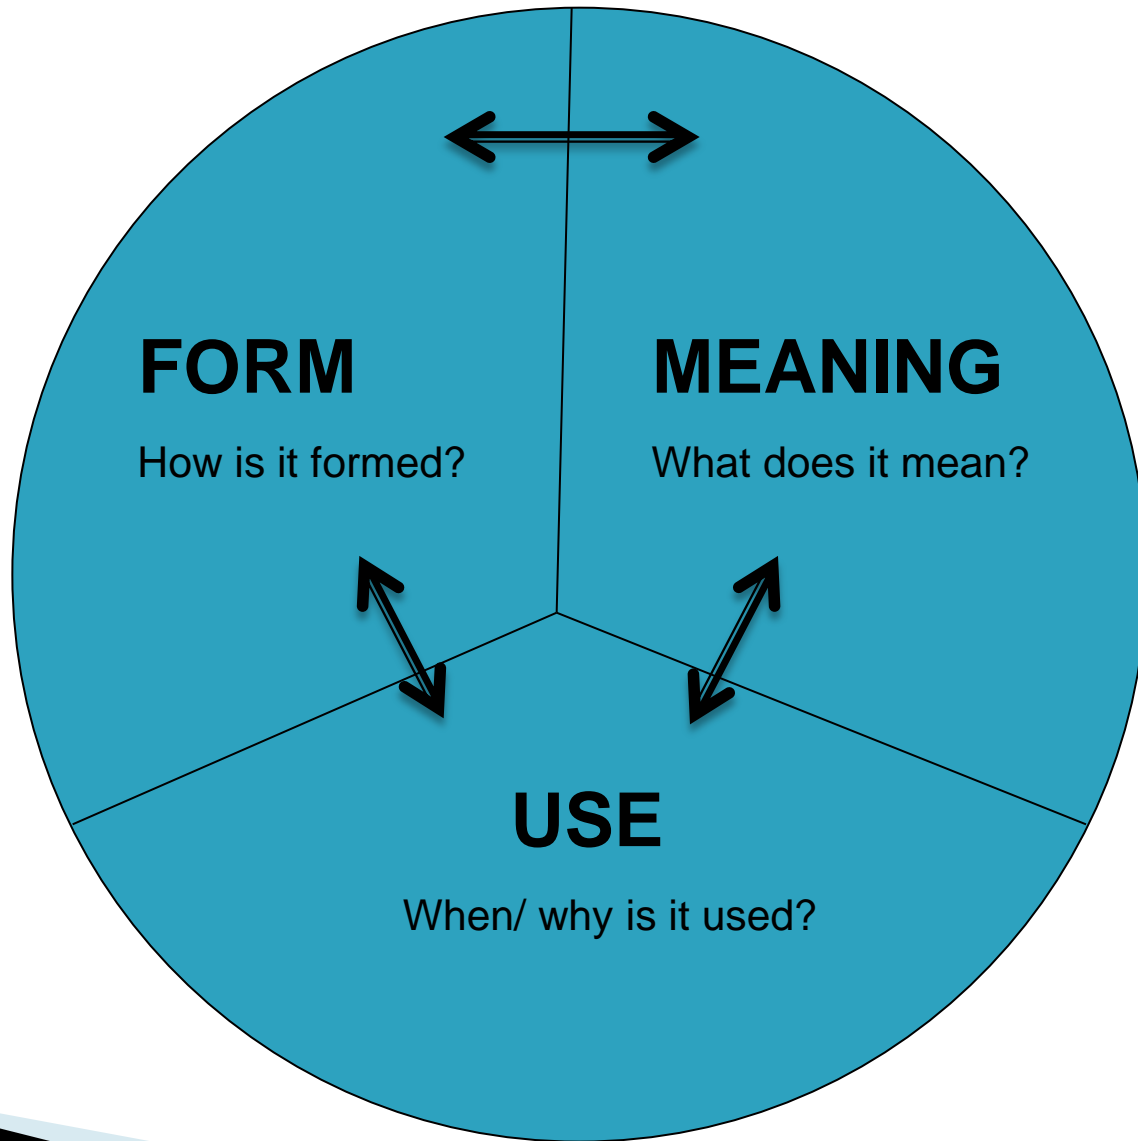 FORM
How is it formed?
MEANING
What does it mean?
USE
When/ why is it used?